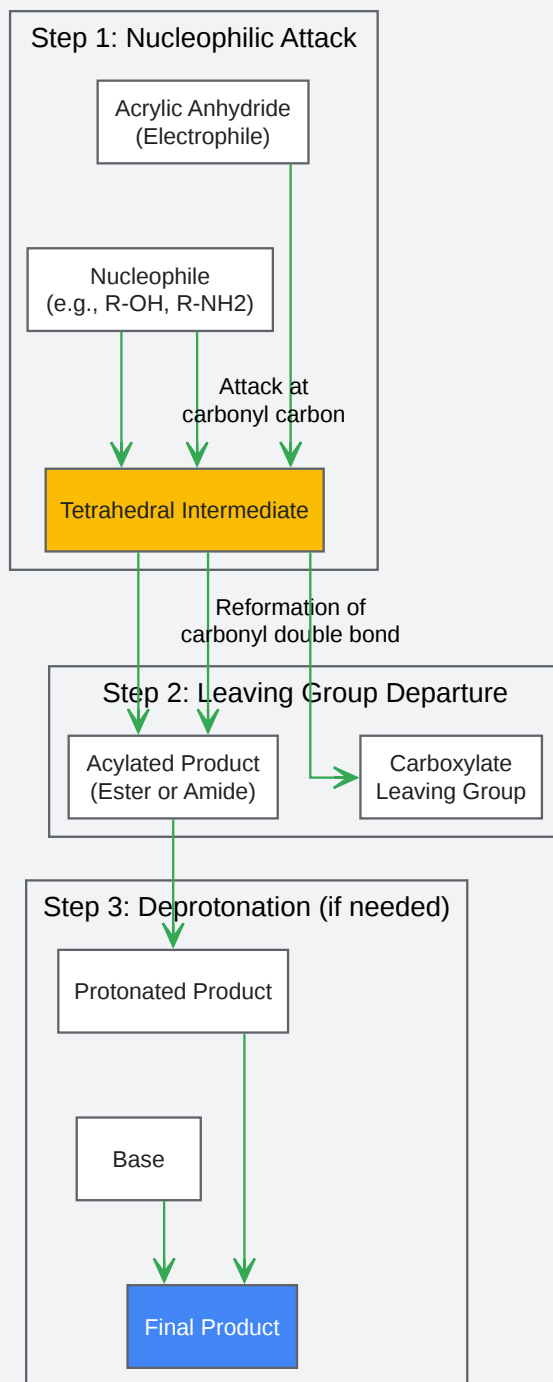 Step 1: Nucleophilic Attack
Acrylic Anhydride
(Electrophile)
Nucleophile
(e.g., R-OH, R-NH2)
Attack at
carbonyl carbon
Tetrahedral Intermediate
Reformation of
carbonyl double bond
Step 2: Leaving Group Departure
Acylated Product
(Ester or Amide)
Carboxylate
Leaving Group
Step 3: Deprotonation (if needed)
Protonated Product
Base
Final Product